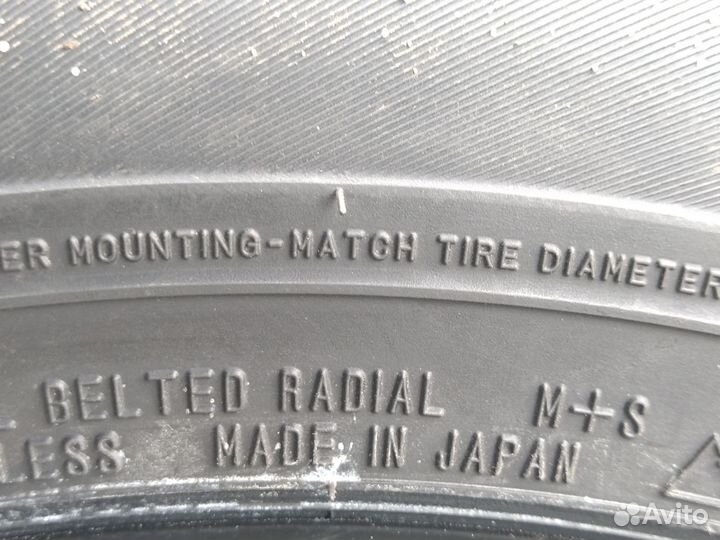 ER MOUNTING-MATCH TIRE DIAMETER
BELTED RADIAL M+S
LESS MADE IN JAPAN
Avito